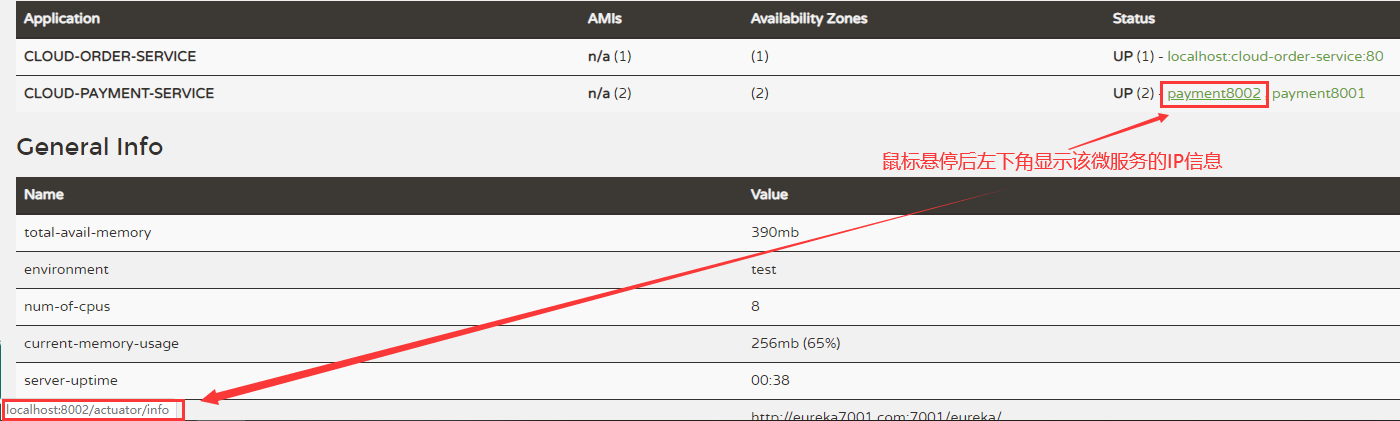 Application AMIs Availability Zones Status
CLOUD-ORDER-SERVICE n/a (1) (1) UP (1) - localhost:cloud-order-service:80
CLOUD-PAYMENT-SERVICE n/a (2) (2) UP (2) - payment8002 , payment8001
General Info
鼠标悬停后左下角显示该微服务的IP信息
Name Value
total-avail-memory 390mb
environment test
num-of-cpus 8
current-memory-usage 256mb (65%)
server-uptime 00:38
localhost:8002/actuator/info
http://eureka7001.com:7001/eureka/